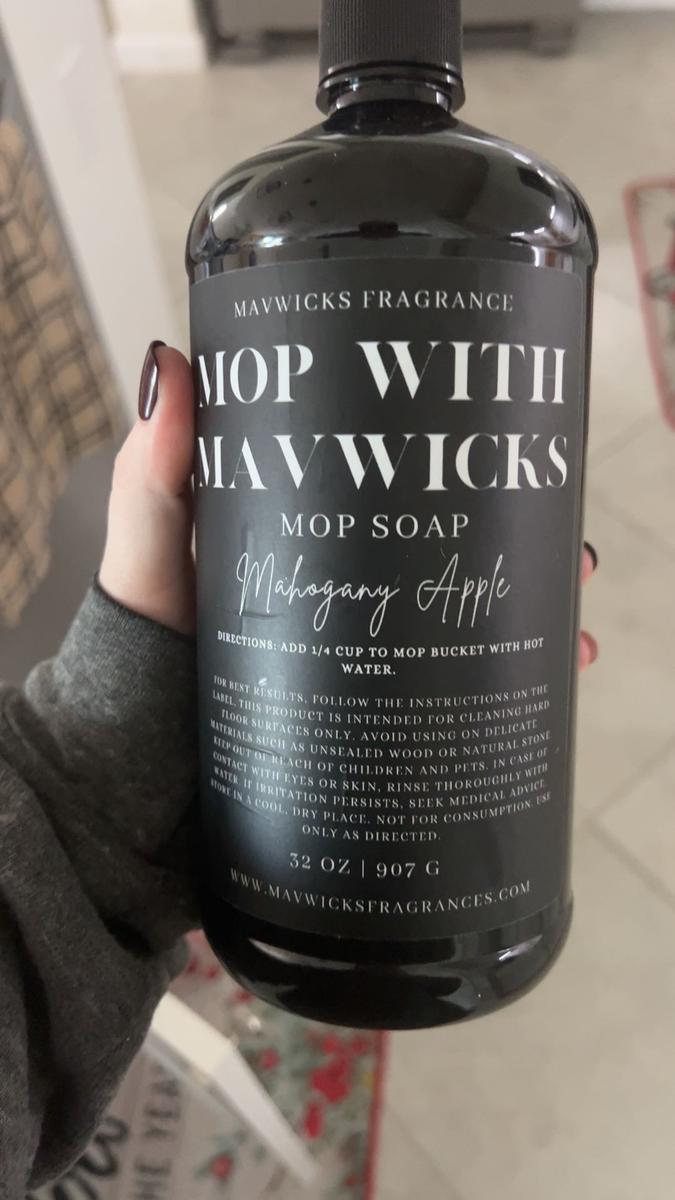 MAVWICKS FRAGRANCE
MOP WITH
MAVWICKS
MOP SOAP
Mahogany Apple
DIRECTIONS: ADD 1/4 CUP TO MOP BUCKET WITH HOT
WATER.
FOR BEST RESULTS, FOLLOW THE INSTRUCTIONS ON THE
LABEL. THIS PRODUCT IS INTENDED FOR CLEANING HARD
FLOOR SURFACES ONLY. AVOID USING ON DELICATE
MATERIALS SUCH AS UNSEALED WOOD OR NATURAL STONE
KEEP OUT OF REACH OF CHILDREN AND PETS. IN CASE OF
CONTACT WITH EYES OR SKIN, RINSE THOROUGHLY WITH
WATER. IF IRRITATION PERSISTS, SEEK MEDICAL ADVICE.
STORE IN A COOL, DRY PLACE. NOT FOR CONSUMPTION. USE
ONLY AS DIRECTED.
32 OZ | 907 G
WWW.MAVWICKSFRAGRANCES.COM
HE YEA